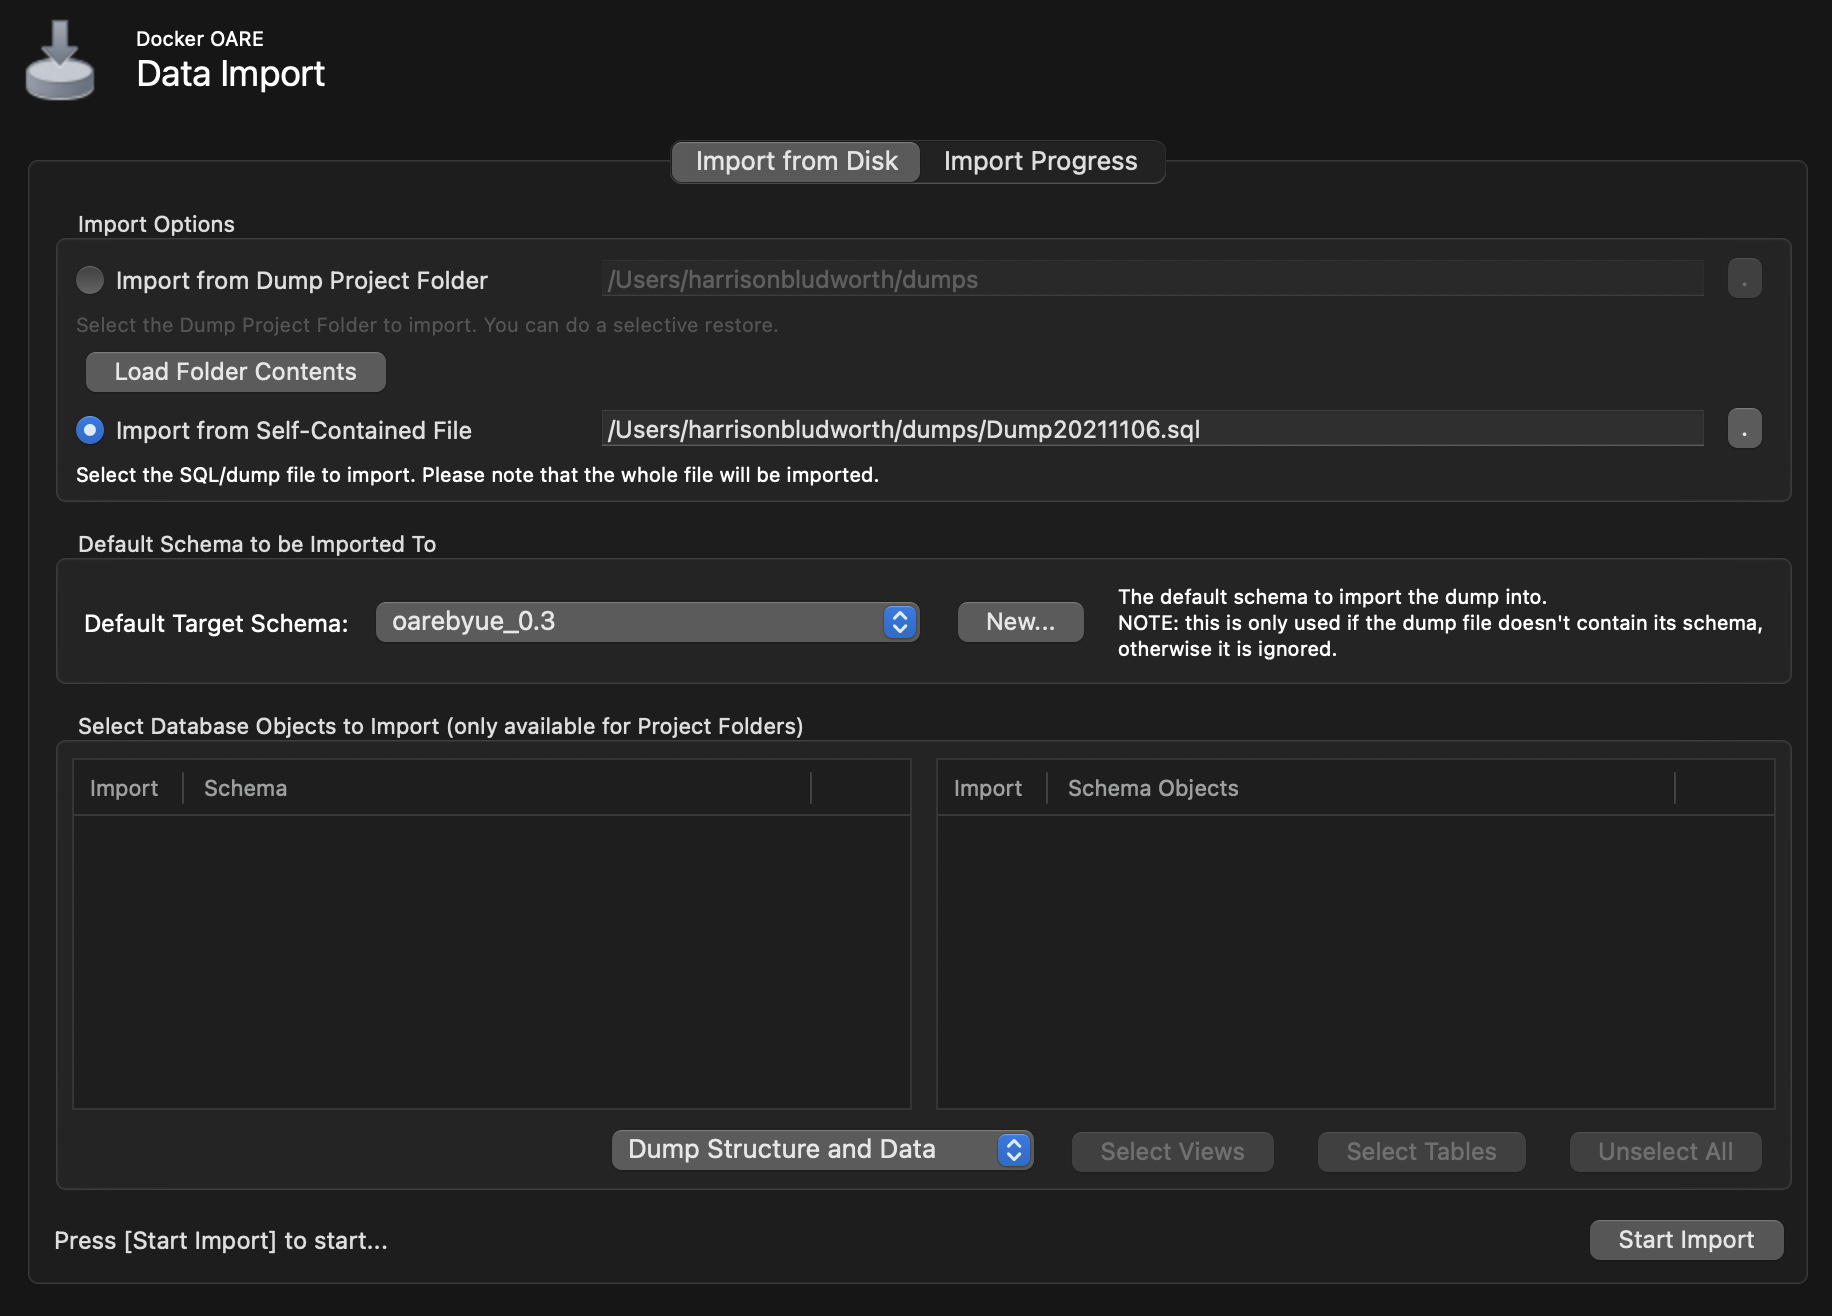 Docker OARE
Data Import
Import from Disk
Import Progress
Import Options
Import from Dump Project Folder
/Users/harrisonbludworth/dumps
.
Select the Dump Project Folder to import. You can do a selective restore.
Load Folder Contents
Import from Self-Contained File
/Users/harrisonbludworth/dumps/Dump20211106.sql
.
Select the SQL/dump file to import. Please note that the whole file will be imported.
Default Schema to be Imported To
Default Target Schema:
oarebyue_0.3
New...
The default schema to import the dump into.
NOTE: this is only used if the dump file doesn't contain its schema,
otherwise it is ignored.
Select Database Objects to Import (only available for Project Folders)
Import
Schema
Import
Schema Objects
Dump Structure and Data
Select Views
Select Tables
Unselect All
Press [Start Import] to start...
Start Import